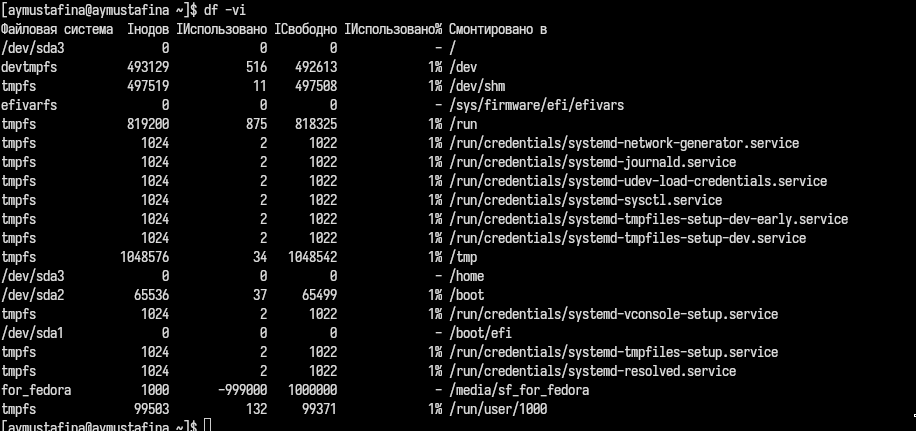 [aymustafina@aymustafina ~]$ df -vi
Файловая система Iнодов IИспользовано IСвободно IИспользовано% Смонтировано в
/dev/sda3 0 0 0 - /
devtmpfs 493129 516 492613 1% /dev
tmpfs 497519 11 497508 1% /dev/shm
efivarfs 0 0 0 - /sys/firmware/efi/efivars
tmpfs 819200 875 818325 1% /run
tmpfs 1024 2 1022 1% /run/credentials/systemd-network-generator.service
tmpfs 1024 2 1022 1% /run/credentials/systemd-journald.service
tmpfs 1024 2 1022 1% /run/credentials/systemd-udev-load-credentials.service
tmpfs 1024 2 1022 1% /run/credentials/systemd-sysctl.service
tmpfs 1024 2 1022 1% /run/credentials/systemd-tmpfiles-setup-dev-early.service
tmpfs 1024 2 1022 1% /run/credentials/systemd-tmpfiles-setup-dev.service
tmpfs 1048576 34 1048542 1% /tmp
/dev/sda3 0 0 0 - /home
/dev/sda2 65536 37 65499 1% /boot
tmpfs 1024 2 1022 1% /run/credentials/systemd-vconsole-setup.service
/dev/sda1 0 0 0 - /boot/efi
tmpfs 1024 2 1022 1% /run/credentials/systemd-tmpfiles-setup.service
tmpfs 1024 2 1022 1% /run/credentials/systemd-resolved.service
for_fedora 1000 -999000 1000000 - /media/sf_for_fedora
tmpfs 99503 132 99371 1% /run/user/1000
[aymustafina@aymustafina ~]$